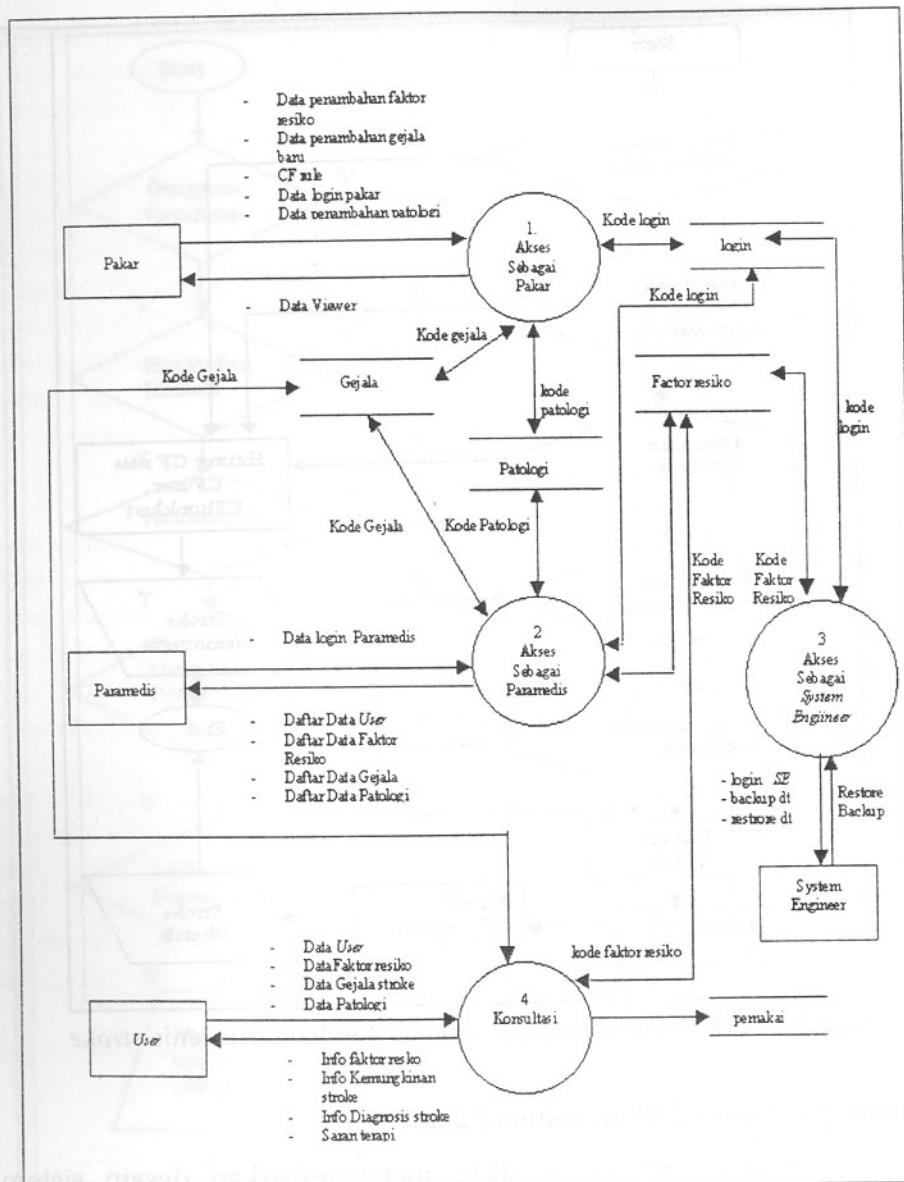 - Data penambahan faktor
resiko
- Data penambahan gejala
baru
- CF rule
- Data login pakar
- Data penambahan patologi
Pakar
1.
Akses
Sebagai
Pakar
Kode login
login
- Data Viewer
Kode login
Kode gejala
Kode Gejala
Gejala
kode
patologi
Factor resiko
kode
login
Patologi
Kode Gejala
Kode Patologi
Kode
Faktor
Resiko
Kode
Faktor
Resiko
- Data login Paramedis
Paramedis
2
Akses
Sebagai
Paramedis
3
Akses
Sebagai
System
Engiineer
- Daftar Data User
- Daftar Data Faktor
Resiko
- Daftar Data Gejala
- Daftar Data Patologi
- login SE
- backup dt
- restrore dt
Restore
Backup
System
Engineer
- Data User
- DataFaktor resiko
- Data Gejala stroke
- Data Patologi
kode faktor resiko
User
4
Konsultasi
pemakai
- Info faktor resko
- Info Kemungkinan
stroke
- Info Diagnosis stroke
- Saran terapi